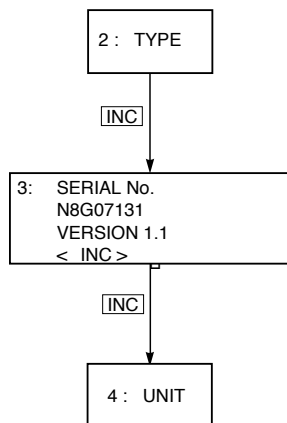 2 : TYPE
INC
3: SERIAL No.
N8G07131
VERSION 1.1
< INC >
INC
4 : UNIT